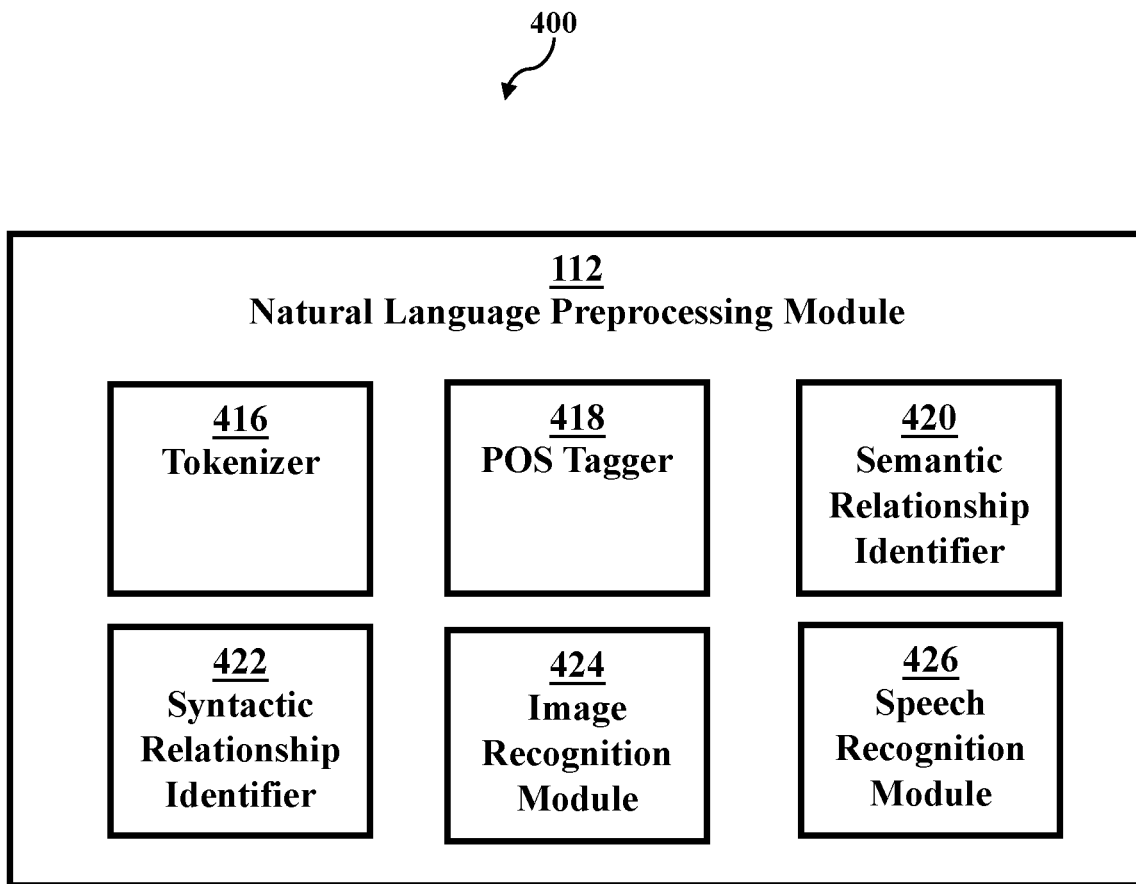 400
112
Natural Language Preprocessing Module
416
Tokenizer
418
POS Tagger
420
Semantic
Relationship
Identifier
422
Syntactic
Relationship
Identifier
424
Image
Recognition
Module
426
Speech
Recognition
Module